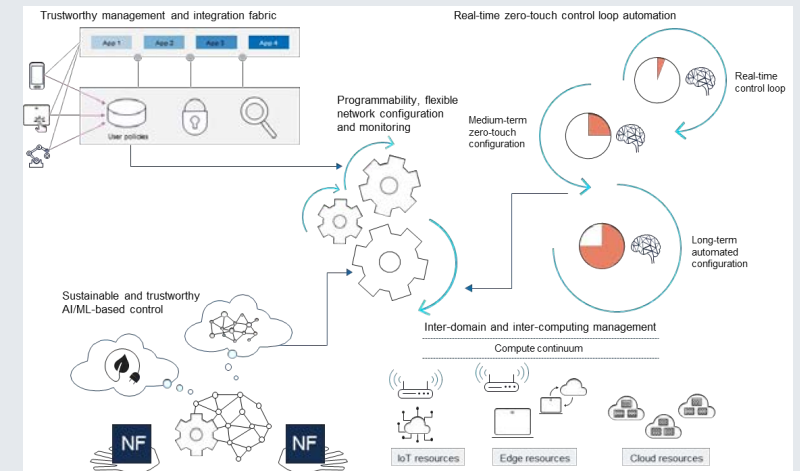 Trustworthy management and integration fabric
App 1
App 2
App 3
App 4
User policies
Programmability, flexible
network configuration
and monitoring
Real-time zero-touch control loop automation
Real-time
control loop
Medium-term
zero-touch
configuration
Long-term
automated
configuration
Sustainable and trustworthy
AI/ML-based control
NF
NF
Inter-domain and inter-computing management
Compute continuum
IoT resources
Edge resources
Cloud resources